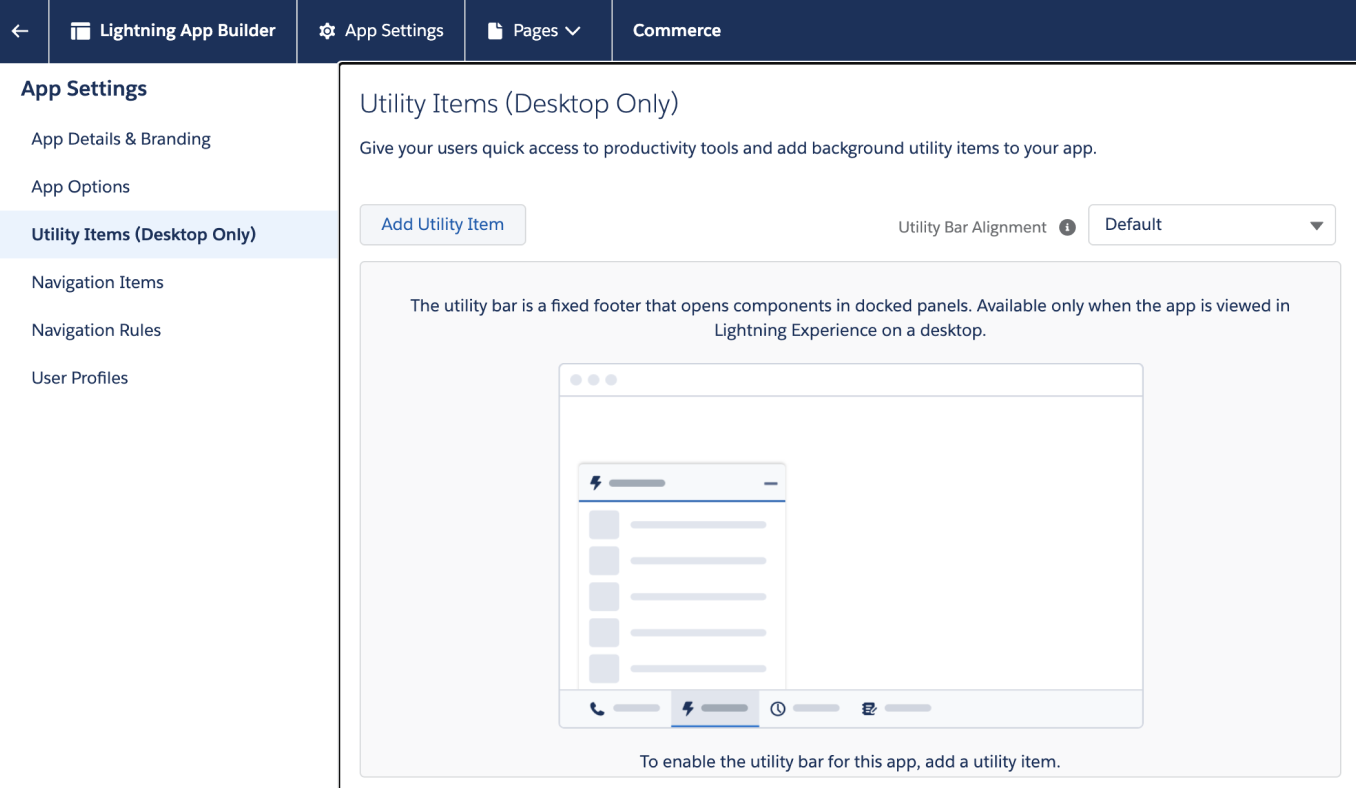 Lightning App Builder
App Settings
Pages
Commerce
App Settings
App Details & Branding
App Options
Utility Items (Desktop Only)
Navigation Items
Navigation Rules
User Profiles
Utility Items (Desktop Only)
Give your users quick access to productivity tools and add background utility items to your app.
Add Utility Item
Utility Bar Alignment
Default
The utility bar is a fixed footer that opens components in docked panels. Available only when the app is viewed in
Lightning Experience on a desktop.
To enable the utility bar for this app, add a utility item.